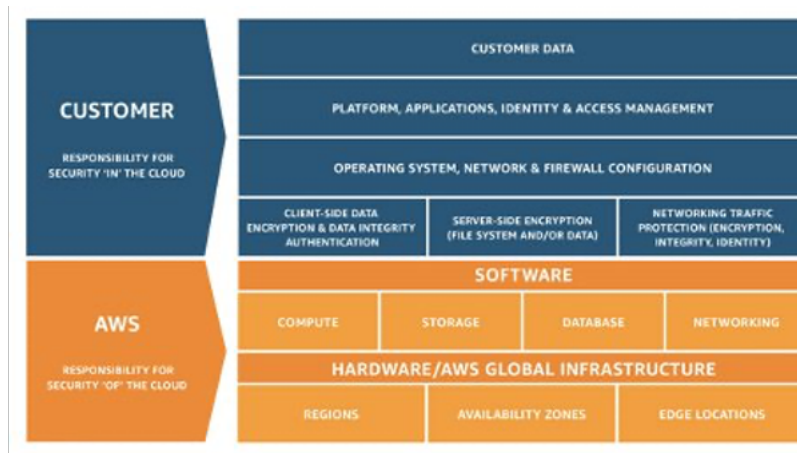 CUSTOMER DATA
PLATFORM, APPLICATIONS, IDENTITY & ACCESS MANAGEMENT
CUSTOMER
RESPONSIBILITY FOR
SECURITY 'IN' THE CLOUD
OPERATING SYSTEM, NETWORK & FIREWALL CONFIGURATION
CLIENT-SIDE DATA
ENCRYPTION & DATA INTEGRITY
AUTHENTICATION
SERVER-SIDE ENCRYPTION
(FILE SYSTEM AND/OR DATA)
NETWORKING TRAFFIC
PROTECTION (ENCRYPTION,
INTEGRITY, IDENTITY)
SOFTWARE
AWS
RESPONSIBILITY FOR
SECURITY 'OF' THE CLOUD
COMPUTE
STORAGE
DATABASE
NETWORKING
HARDWARE/AWS GLOBAL INFRASTRUCTURE
REGIONS
AVAILABILITY ZONES
EDGE LOCATIONS